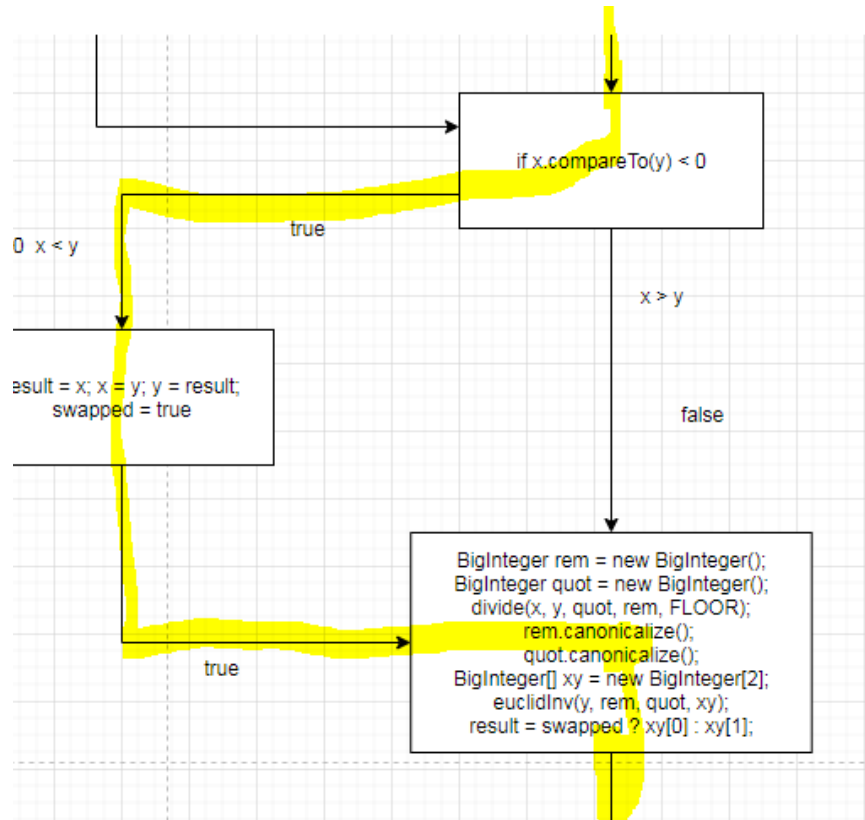 if x.compareTo(y) < 0
true
0 x < y
x > y
esult = x; x = y; y = result;
swapped = true
false
BigInteger rem = new BigInteger();
BigInteger quot = new BigInteger();
divide(x, y, quot, rem, FLOOR);
rem.canonicalize();
quot.canonicalize();
BigInteger[] xy = new BigInteger[2];
euclidInv(y, rem, quot, xy);
result = swapped ? xy[0] : xy[1];
true